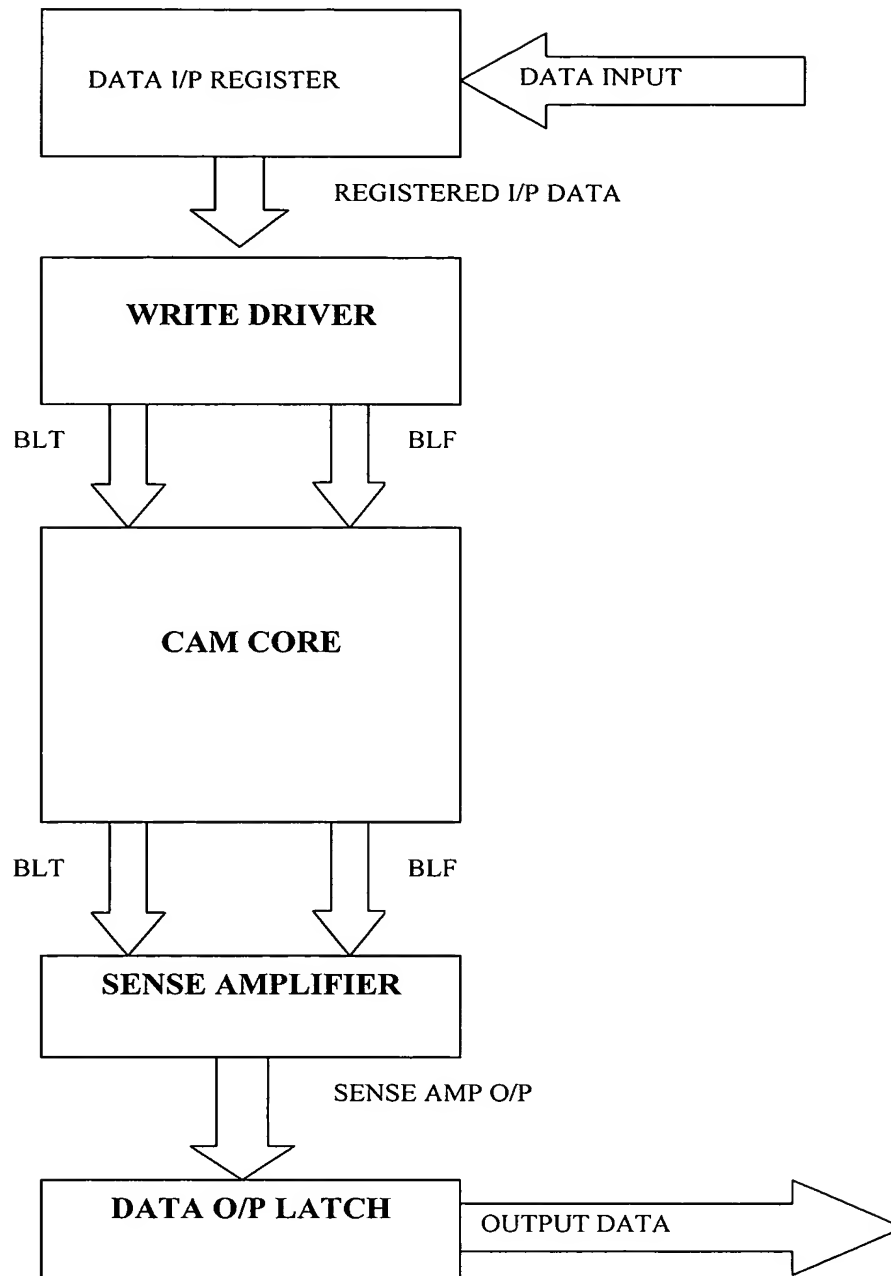 DATA I/P REGISTER
DATA INPUT
REGISTERED I/P DATA
WRITE DRIVER
BLT
BLF
CAM CORE
BLT
BLF
SENSE AMPLIFIER
SENSE AMP O/P
DATA O/P LATCH
OUTPUT DATA